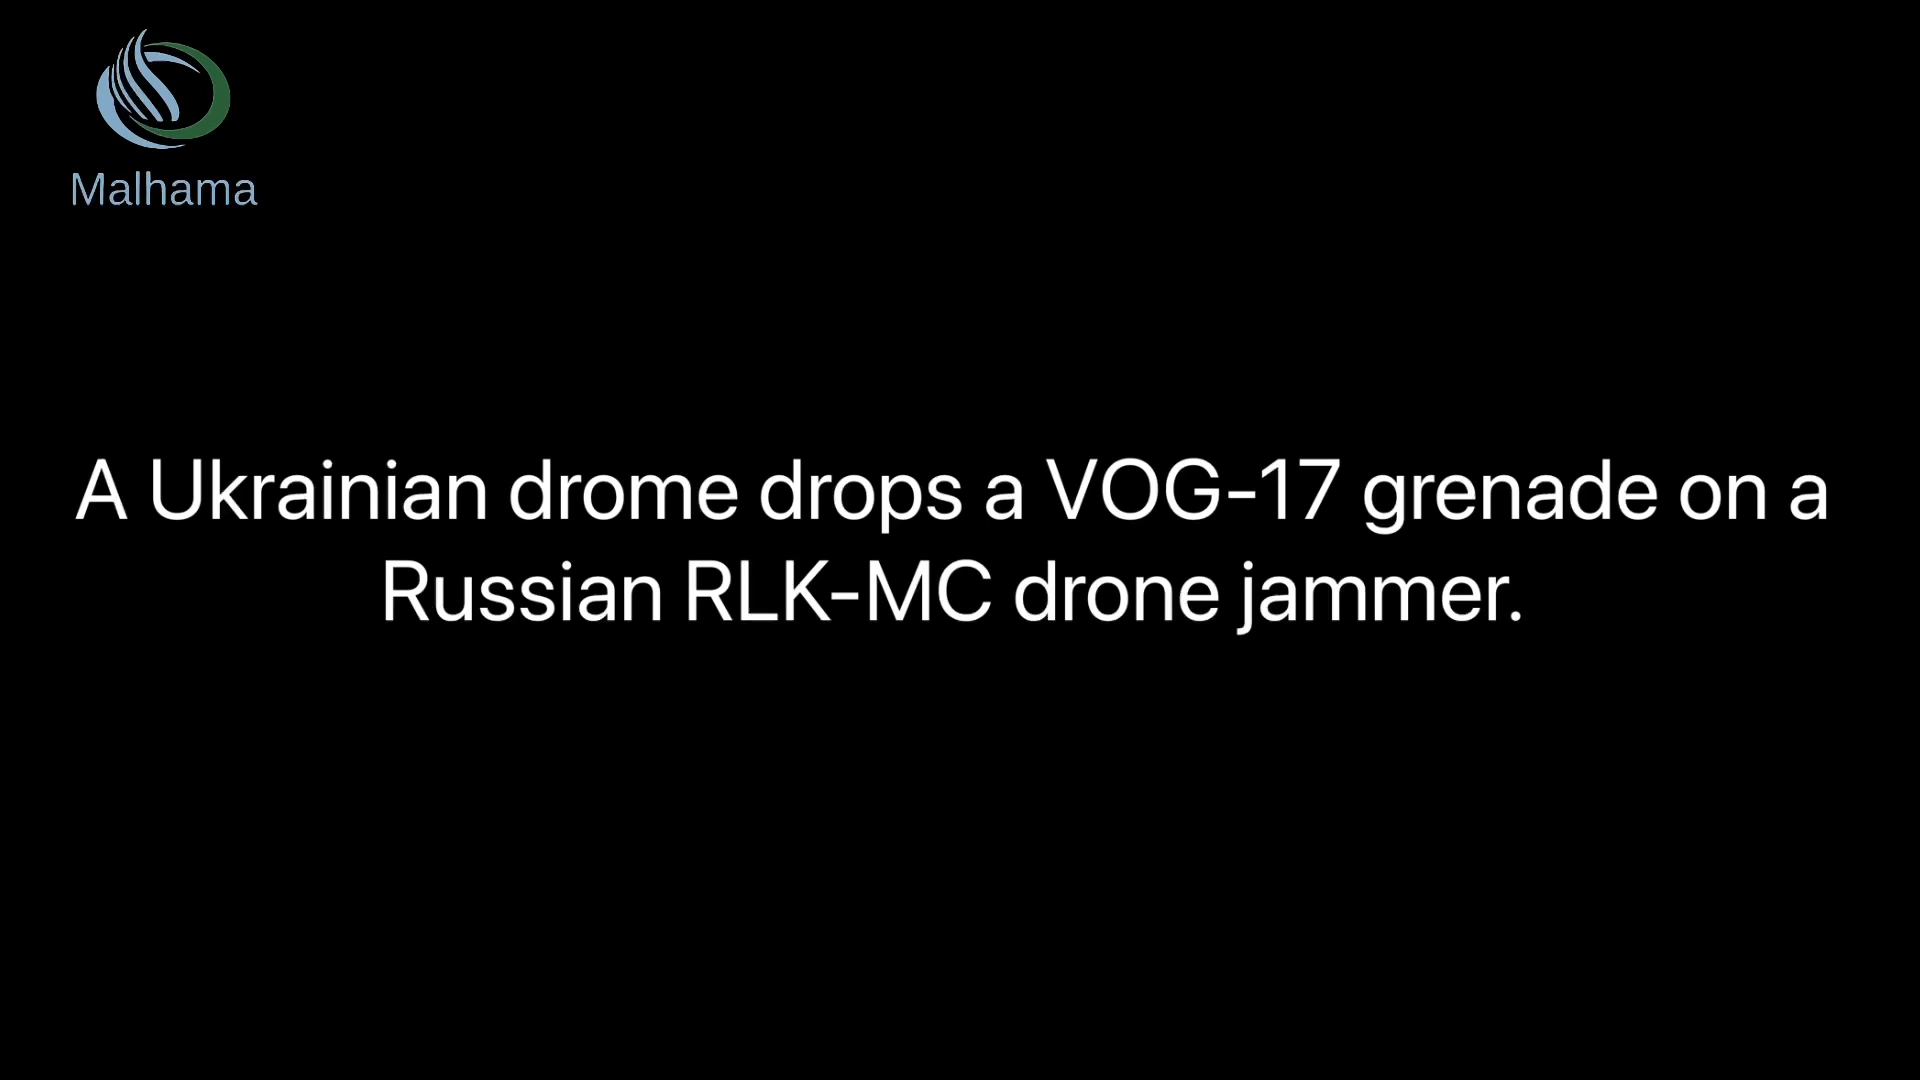 Malhama
A Ukrainian drome drops a VOG-17 grenade on a
Russian RLK-MC drone jammer.